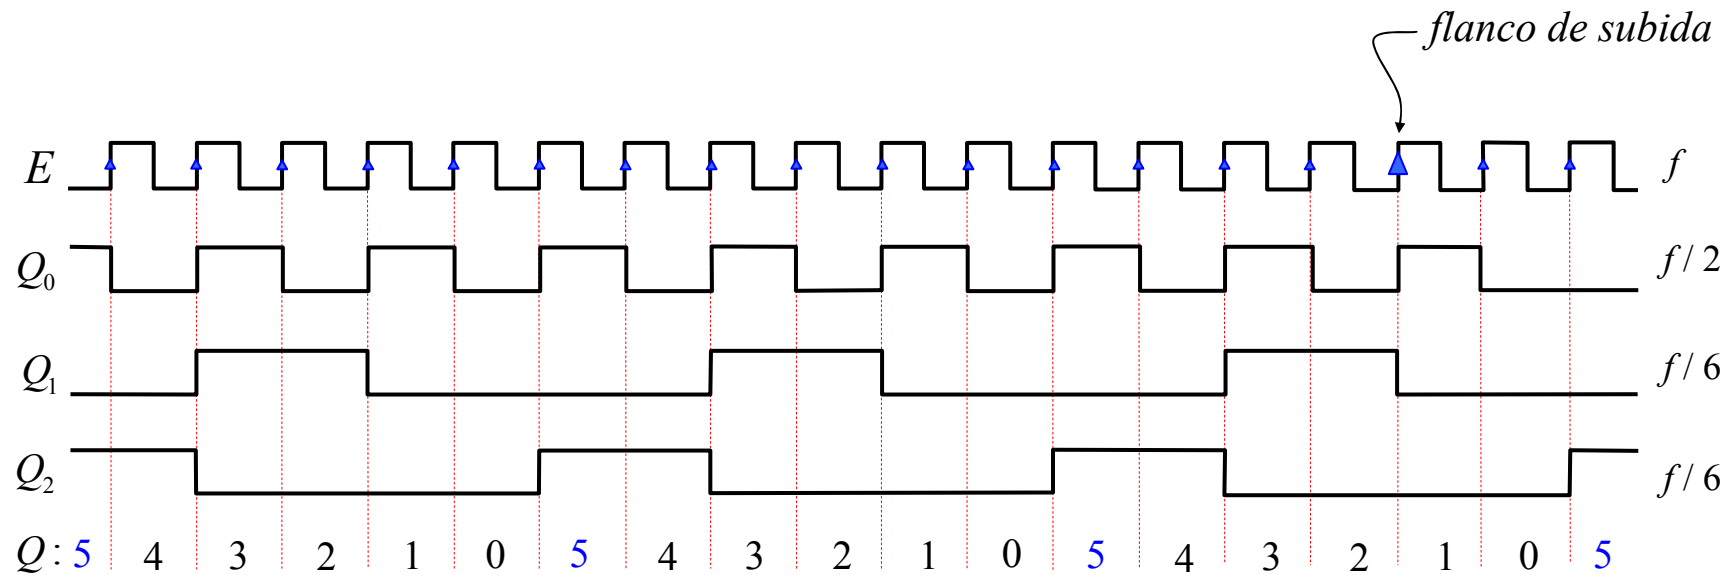 flanco de subida
E f
Q₀ f / 2
Q₁ f / 6
Q₂ f / 6
Q : 5 4 3 2 1 0 5 4 3 2 1 0 5 4 3 2 1 0 5